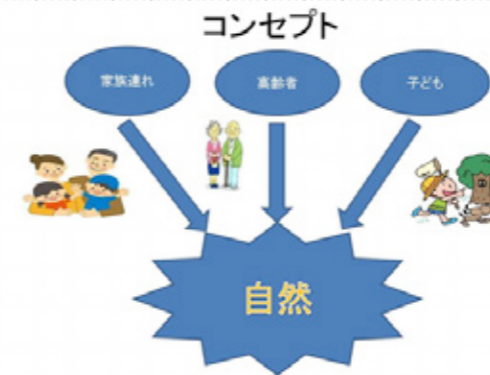 コンセプト
家族連れ
高齢者
子ども
自然